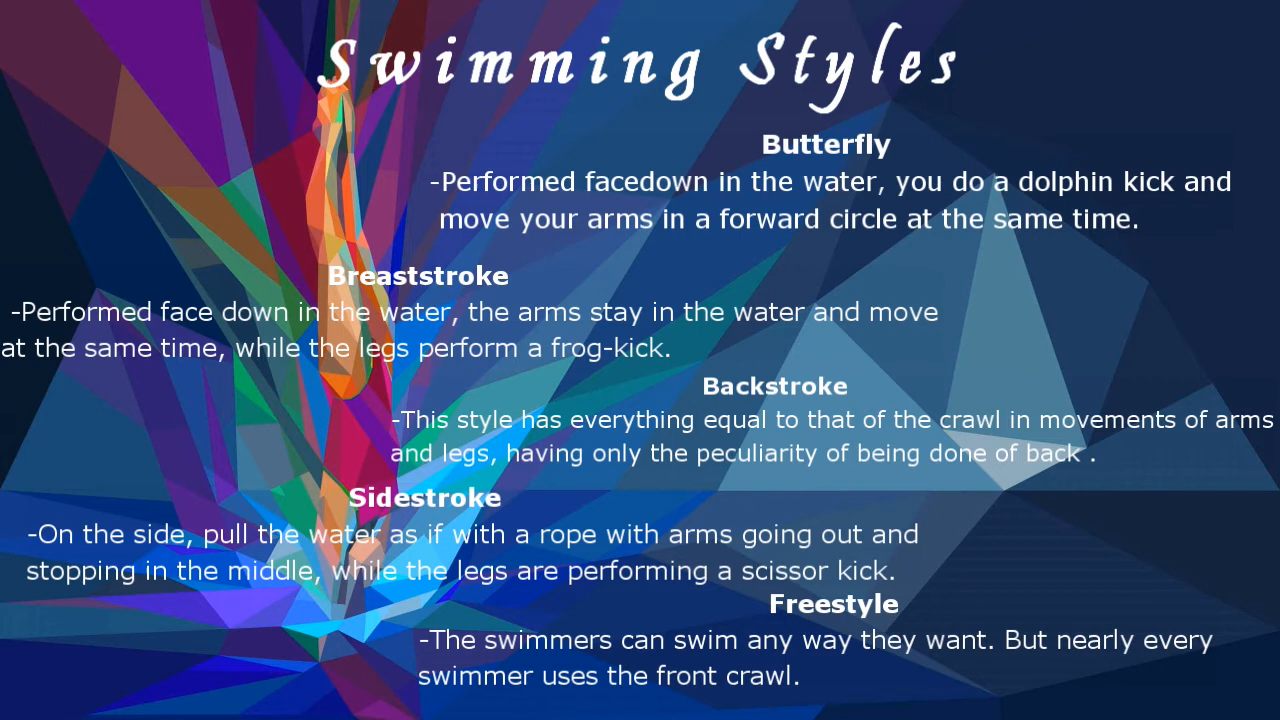 Swimming Styles
Butterfly
-Performed facedown in the water, you do a dolphin kick and
move your arms in a forward circle at the same time.
Breaststroke
-Performed face down in the water, the arms stay in the water and move
at the same time, while the legs perform a frog-kick.
Backstroke
-This style has everything equal to that of the crawl in movements of arms
and legs, having only the peculiarity of being done of back .
Sidestroke
-On the side, pull the water as if with a rope with arms going out and
stopping in the middle, while the legs are performing a scissor kick.
Freestyle
-The swimmers can swim any way they want. But nearly every
swimmer uses the front crawl.